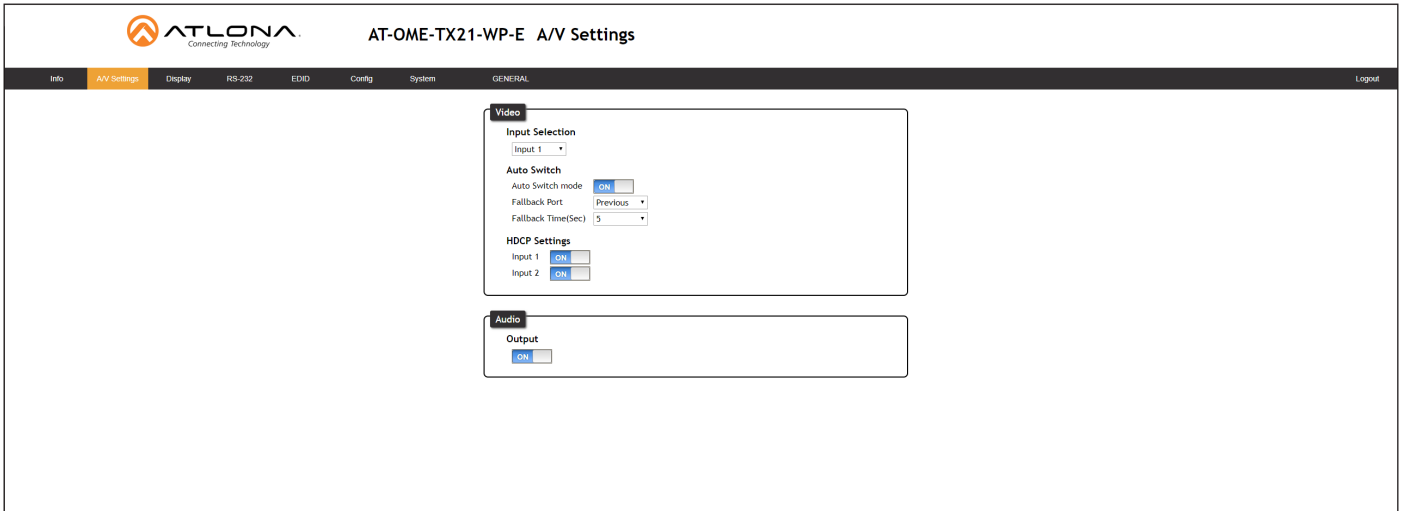 ATLONA
Connecting Technology
AT-OME-TX21-WP-E A/V Settings
Info A/V Settings Display RS-232 EDID Config System GENERAL Logout
Video
Input Selection
Input 1
Auto Switch
Auto Switch mode ON
Fallback Port Previous
Fallback Time(Sec) 5
HDCP Settings
Input 1 ON
Input 2 ON
Audio
Output
ON